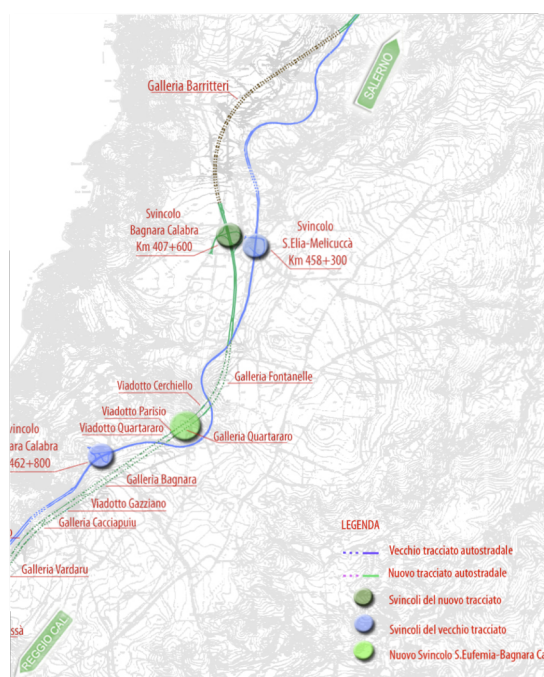 SALERNO
Galleria Barritteri
Svincolo
Bagnara Calabra
Km 407+600
Svincolo
S.Elia-Melicuccà
Km 458+300
Galleria Fontanelle
Viadotto Cerchiello
Viadotto Parisio
Viadotto Quartararo
Galleria Quartararo
vincolo
ara Calabra
462+800
Galleria Bagnara
Viadotto Gazziano
Galleria Cacciapuiu
Galleria Vardaru
ssà
REGGIO CAL
LEGENDA
Vecchio tracciato autostradale
Nuovo tracciato autostradale
Svincoli del nuovo tracciato
Svincoli del vecchio tracciato
Nuovo Svincolo S.Eufemia-Bagnara Ca